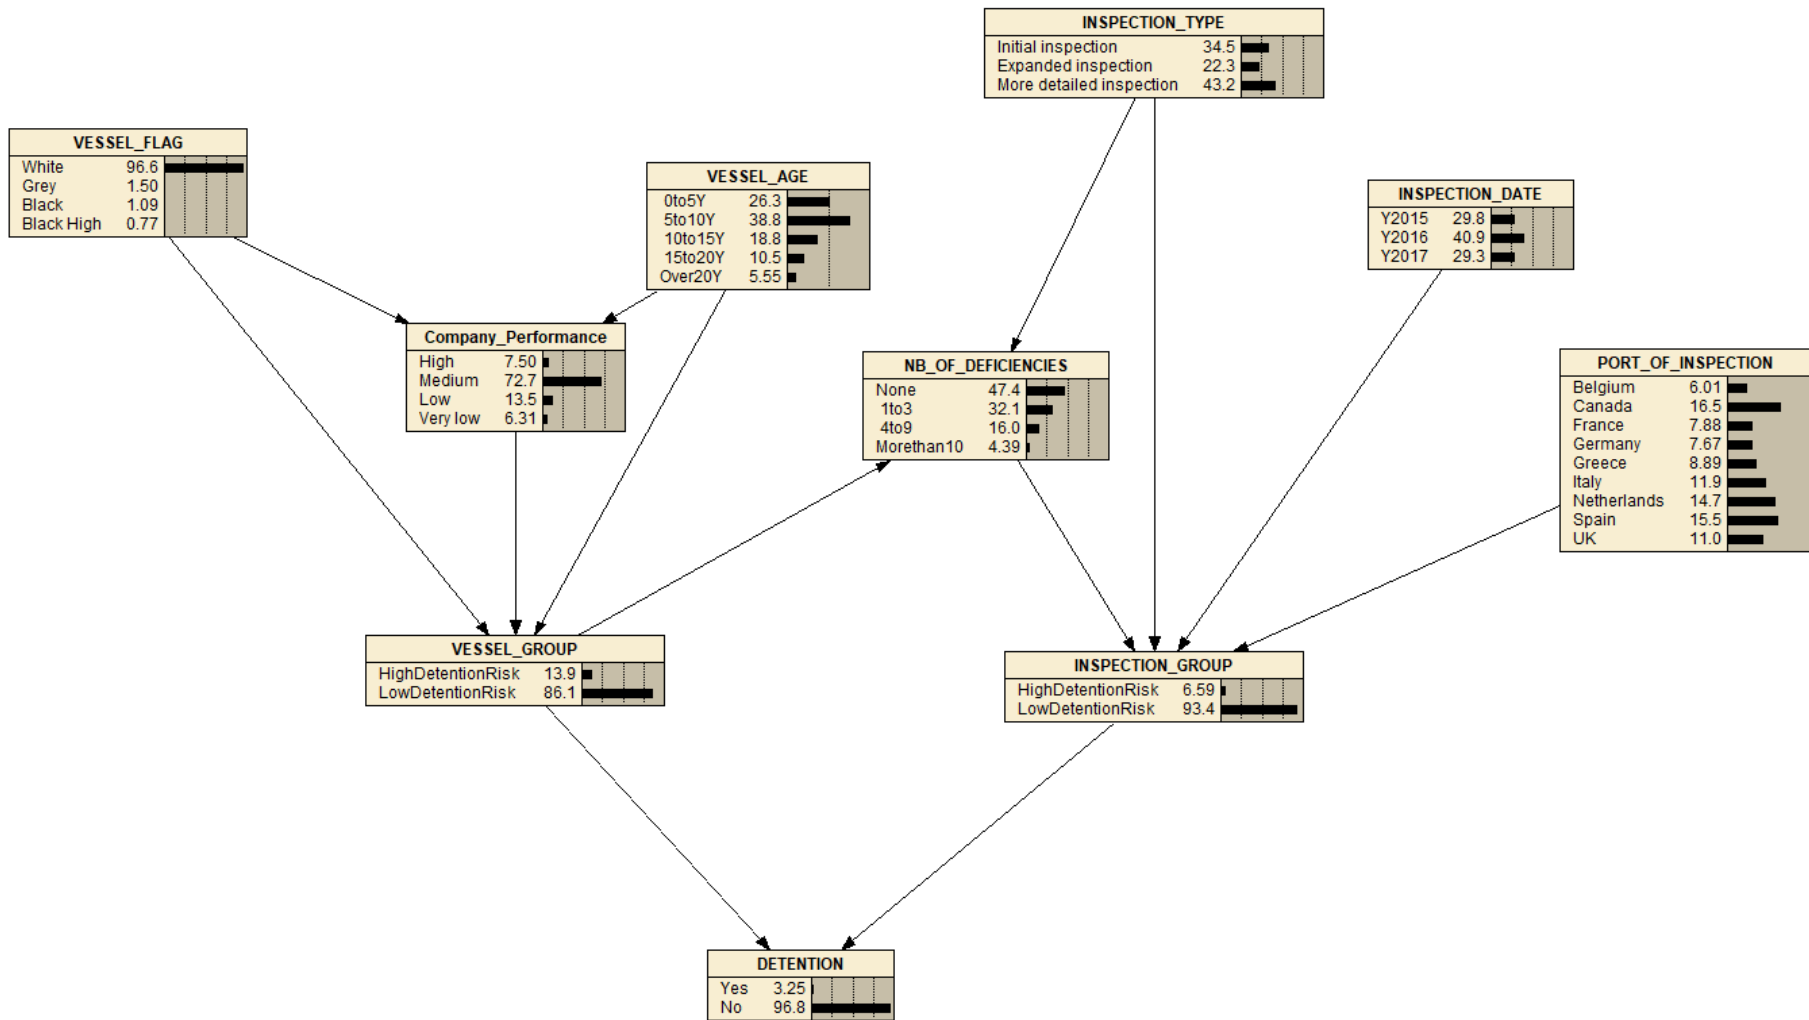 INSPECTION_TYPE
Initial inspection 34.5
Expanded inspection 22.3
More detailed inspection 43.2
VESSEL_FLAG
White 96.6
Grey 1.50
Black 1.09
Black High 0.77
VESSEL_AGE
0to5Y 26.3
5to10Y 38.8
10to15Y 18.8
15to20Y 10.5
Over20Y 5.55
INSPECTION_DATE
Y2015 29.8
Y2016 40.9
Y2017 29.3
Company_Performance
High 7.50
Medium 72.7
Low 13.5
Very low 6.31
NB_OF_DEFICIENCIES
None 47.4
1to3 32.1
4to9 16.0
Morethan10 4.39
PORT_OF_INSPECTION
Belgium 6.01
Canada 16.5
France 7.88
Germany 7.67
Greece 8.89
Italy 11.9
Netherlands 14.7
Spain 15.5
UK 11.0
VESSEL_GROUP
HighDetentionRisk 13.9
LowDetentionRisk 86.1
INSPECTION_GROUP
HighDetentionRisk 6.59
LowDetentionRisk 93.4
DETENTION
Yes 3.25
No 96.8